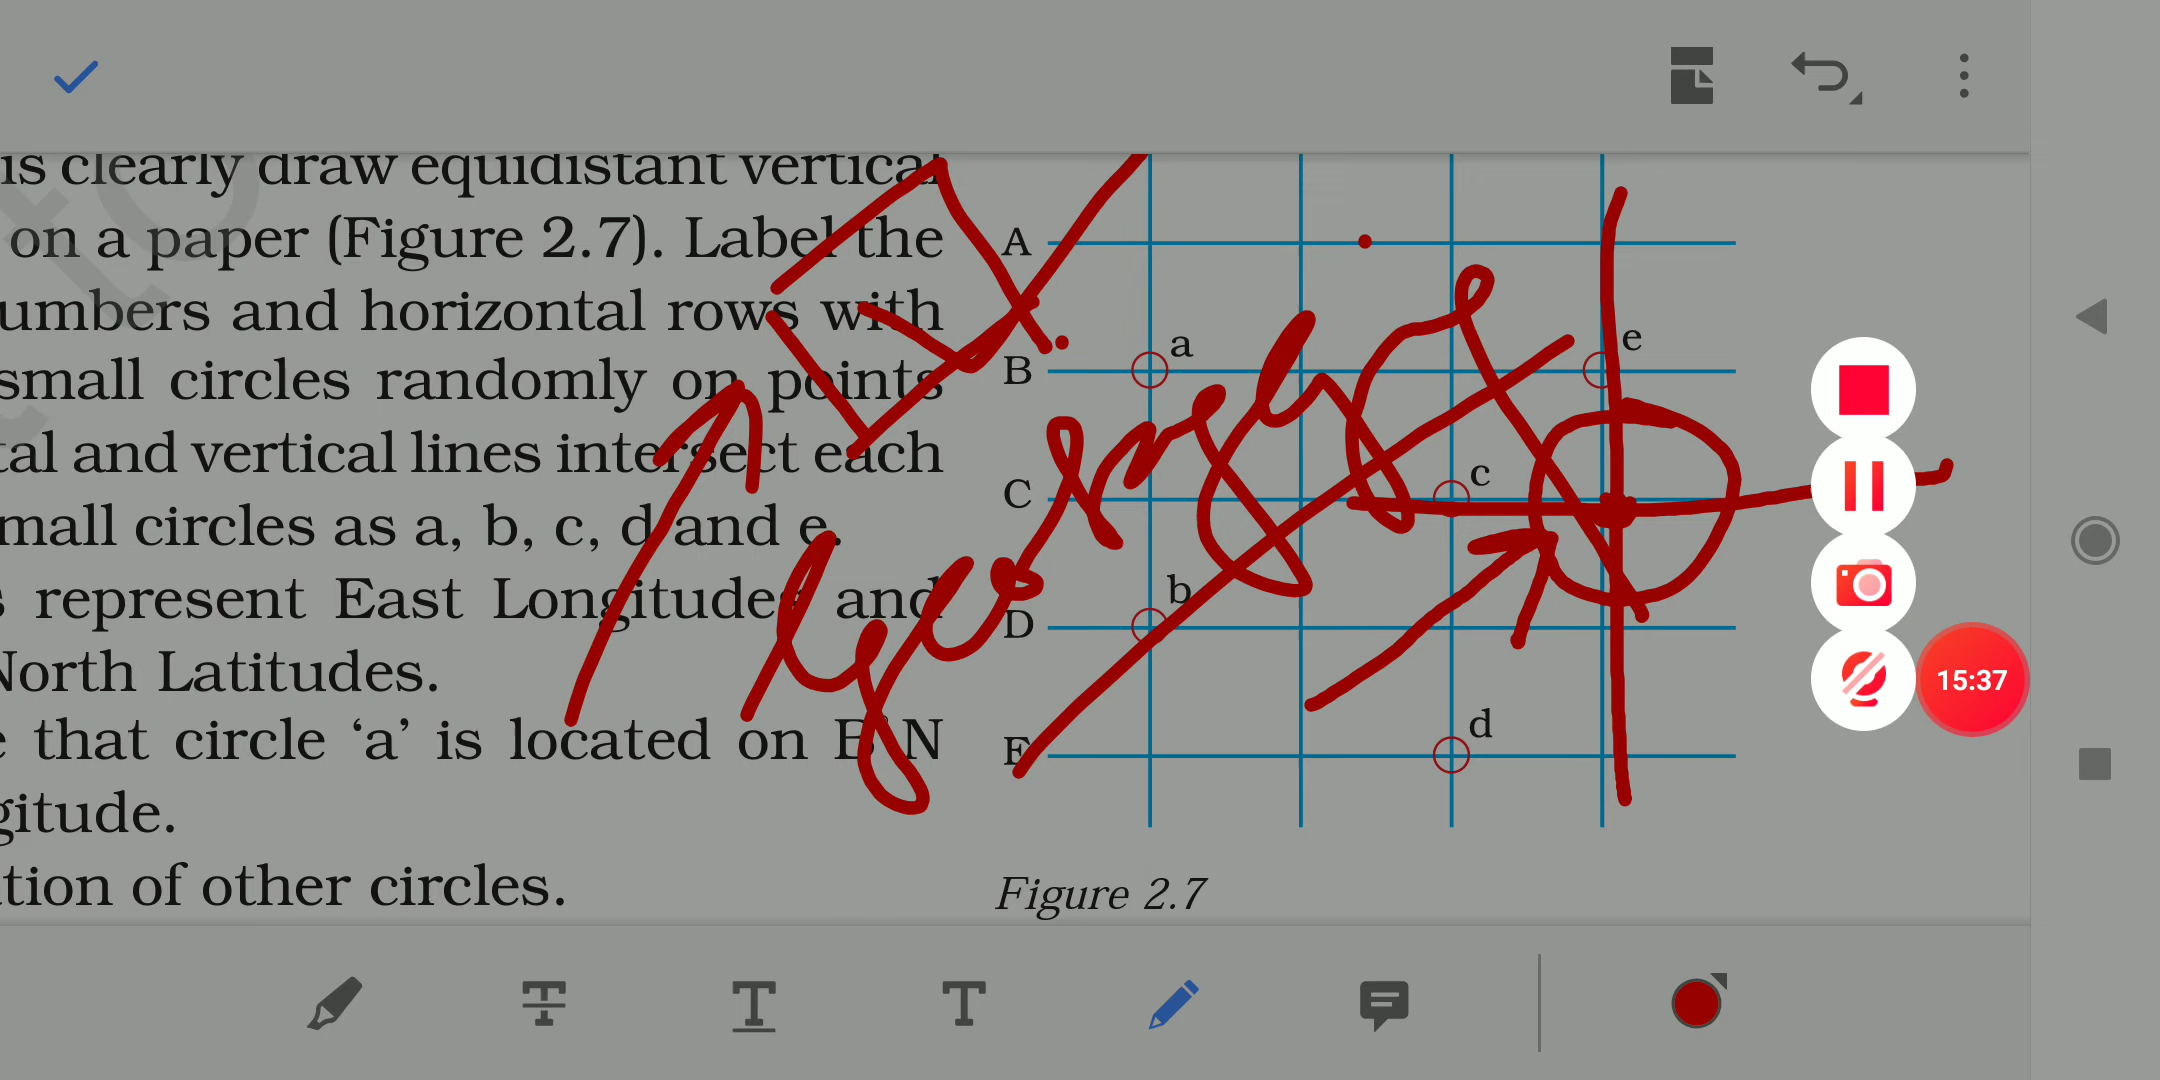 is clearly draw equidistant vertical
on a paper (Figure 2.7). Label the
umbers and horizontal rows with
small circles randomly on points
tal and vertical lines intersect each
mall circles as a, b, c, d and e.
s represent East Longitudes and
North Latitudes.
e that circle ‘a’ is located on B°N
gitude.
tion of other circles.
A
a
e
B
C
c
b
D
d
E
Figure 2.7
15:37